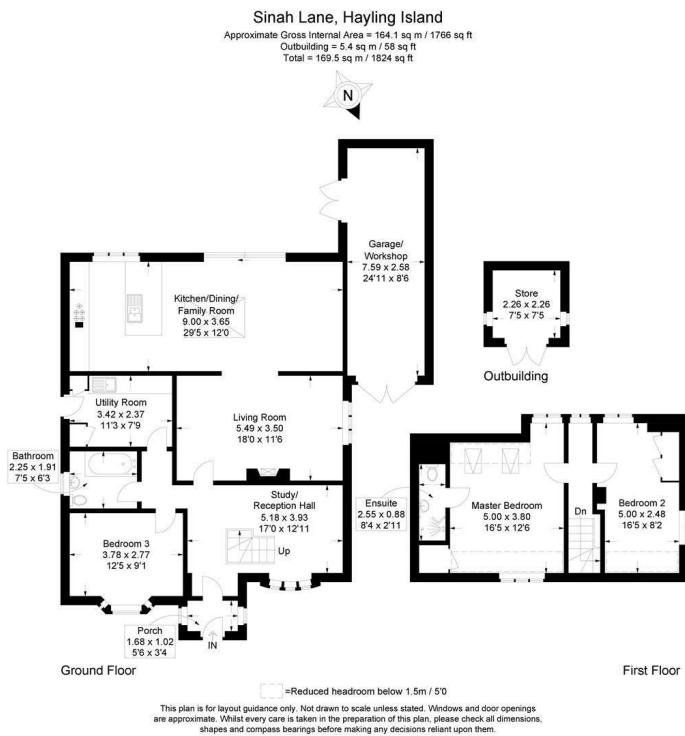 Sinah Lane, Hayling Island
Approximate Gross Internal Area = 164.1 sq m / 1766 sq ft
Outbuilding = 5.4 sq m / 58 sq ft
Total = 169.5 sq m / 1824 sq ft
N
Garage/
Workshop
7.59 x 2.58
24'11 x 8'6
Kitchen/Dining/
Family Room
9.00 x 3.65
29'5 x 12'0
Store
2.26 x 2.26
7'5 x 7'5
Outbuilding
Utility Room
3.42 x 2.37
11'3 x 7'9
Living Room
5.49 x 3.50
18'0 x 11'6
Bathroom
2.25 x 1.91
7'5 x 6'3
Study/
Reception Hall
5.18 x 3.93
17'0 x 12'11
Up
Bedroom 3
3.78 x 2.77
12'5 x 9'1
Ensuite
2.55 x 0.88
8'4 x 2'11
Master Bedroom
5.00 x 3.80
16'5 x 12'6
Dn
Bedroom 2
5.00 x 2.48
16'5 x 8'2
Porch
1.68 x 1.02
5'6 x 3'4
IN
Ground Floor
First Floor
=Reduced headroom below 1.5m / 5'0
This plan is for layout guidance only. Not drawn to scale unless stated. Windows and door openings
are approximate. Whilst every care is taken in the preparation of this plan, please check all dimensions,
shapes and compass bearings before making any decisions reliant upon them.